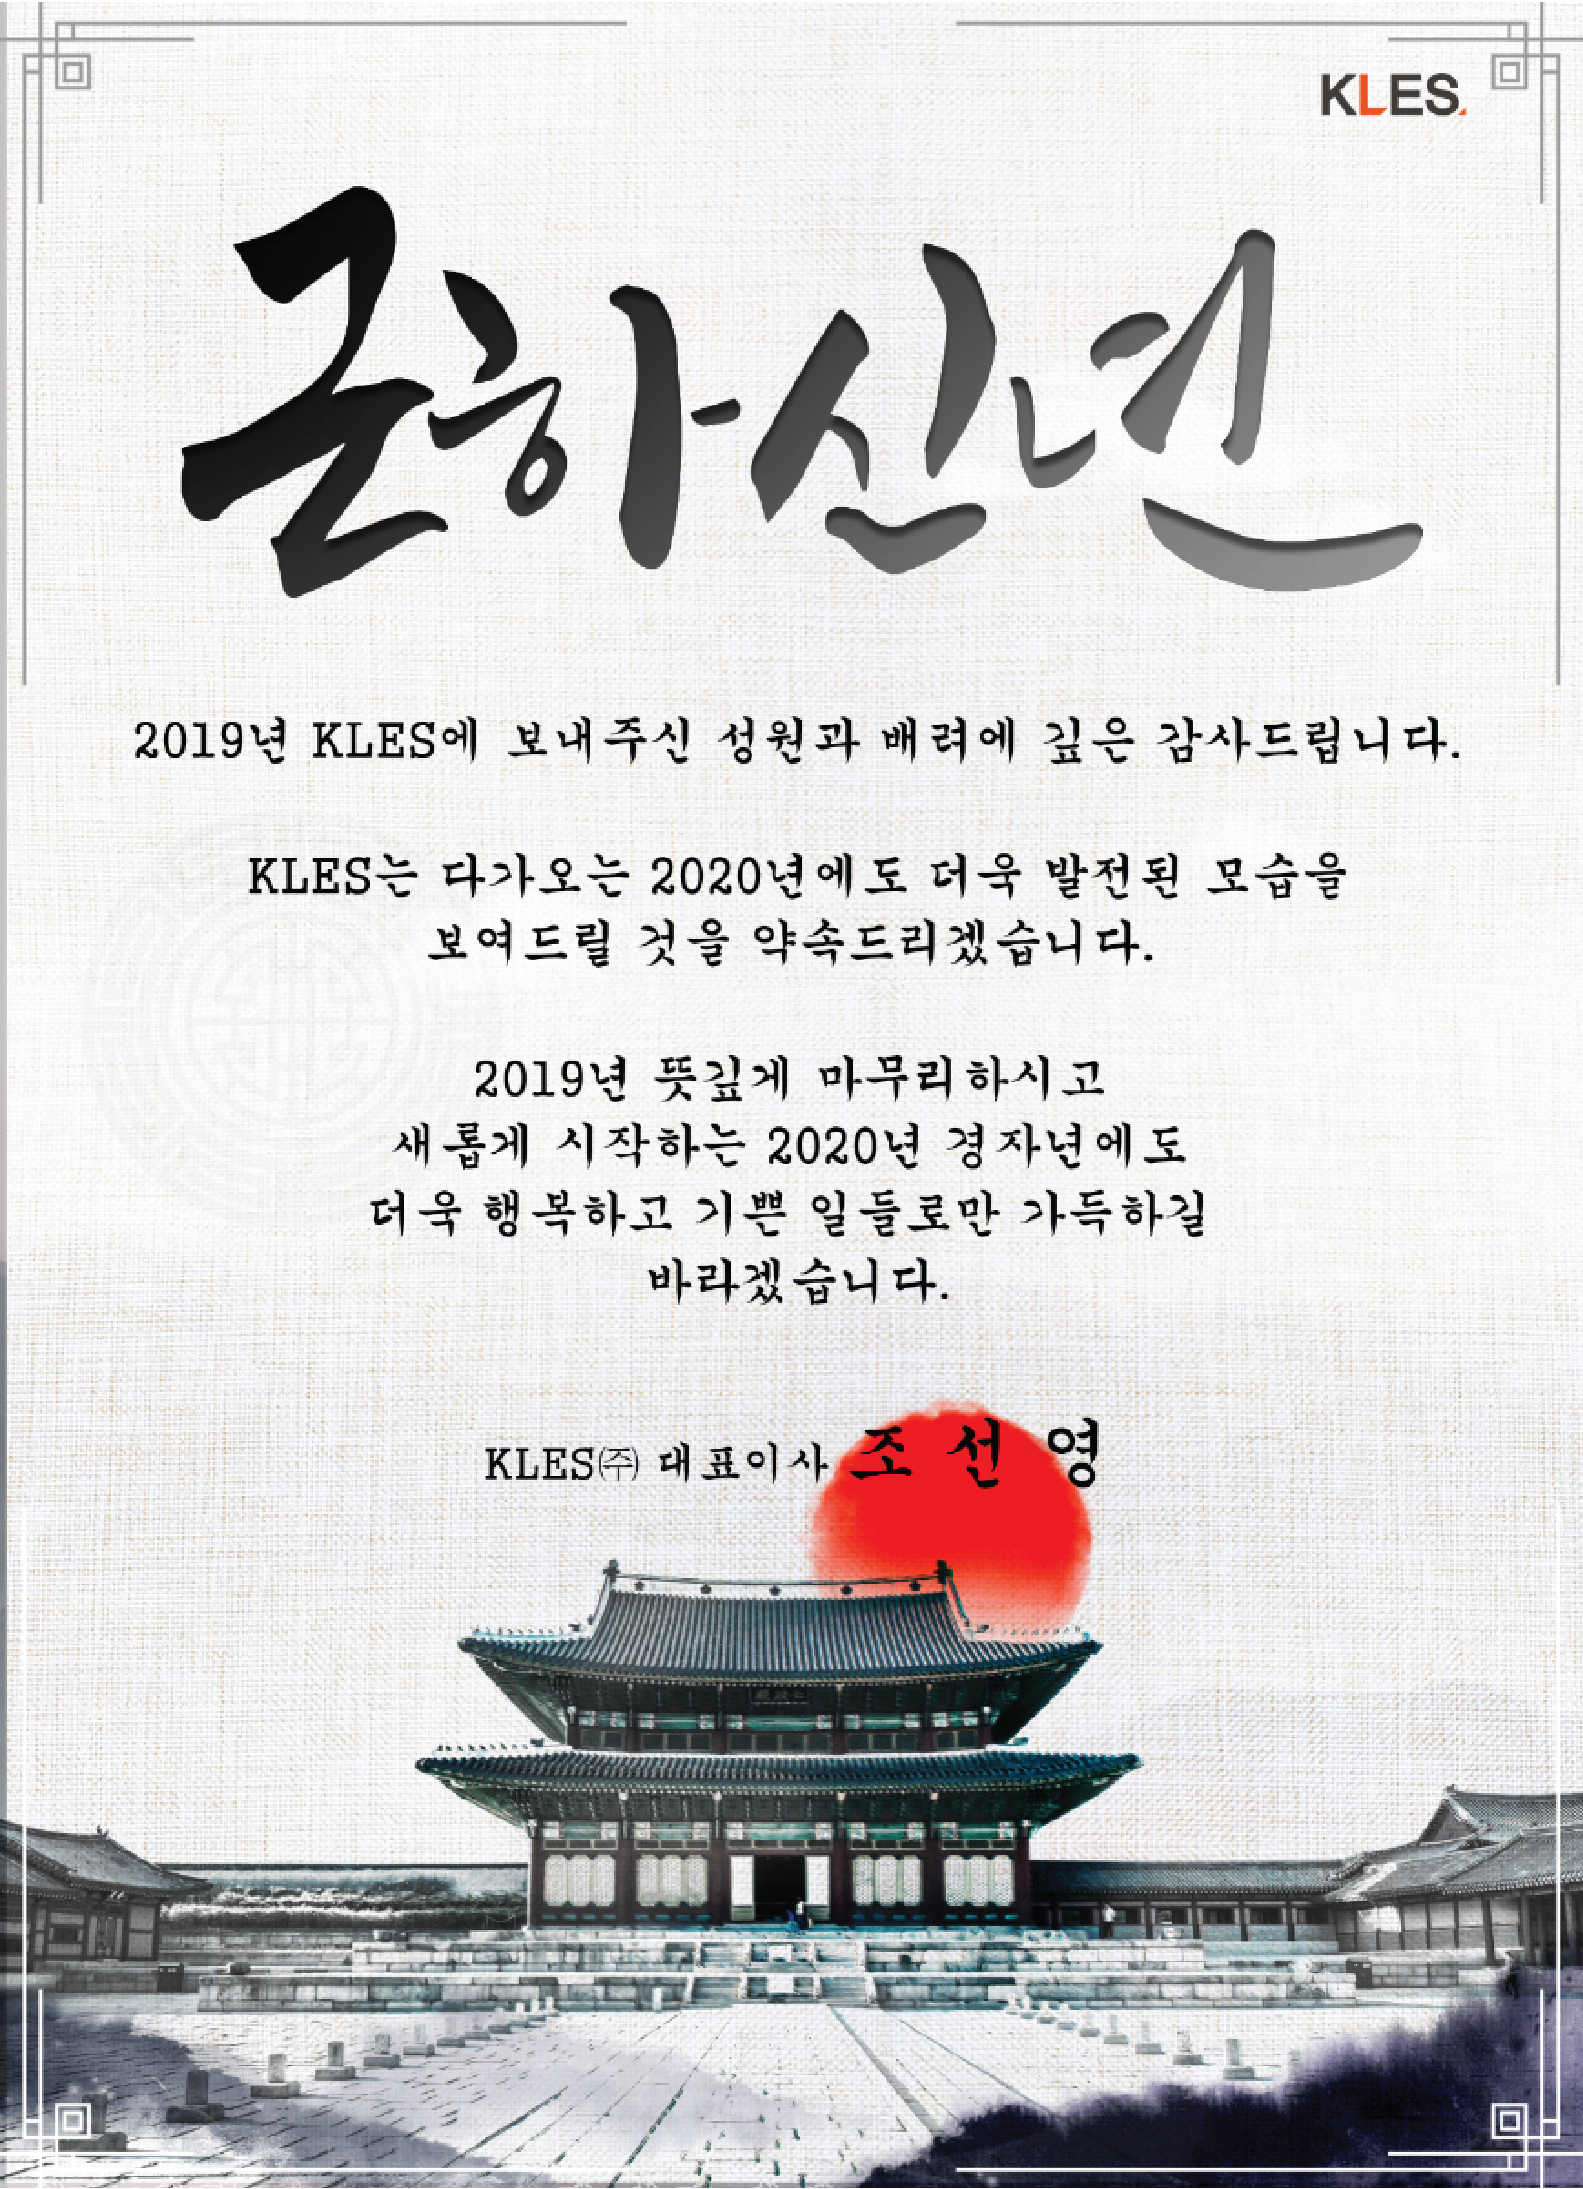 KLES
근하신년
2019년 KLES에 보내주신 성원과 배려에 깊은 감사드립니다.
KLES는 다가오는 2020년에도 더욱 발전된 모습을
보여드릴 것을 약속드리겠습니다.
2019년 뜻깊게 마무리하시고
새롭게 시작하는 2020년 경자년에도
더욱 행복하고 기쁜 일들로만 가득하길
바라겠습니다.
KLES㈜ 대표이사 조 선 영